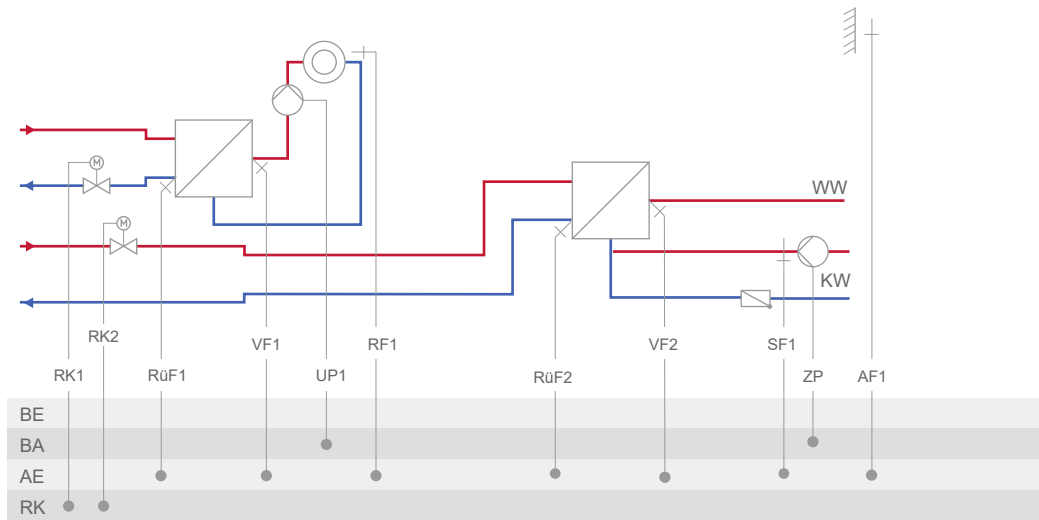 M
WW
M
KW
RK2
VF1
RF1
VF2
SF1
RK1
RüF1
UP1
RüF2
ZP
AF1
BE
BA
AE
RK